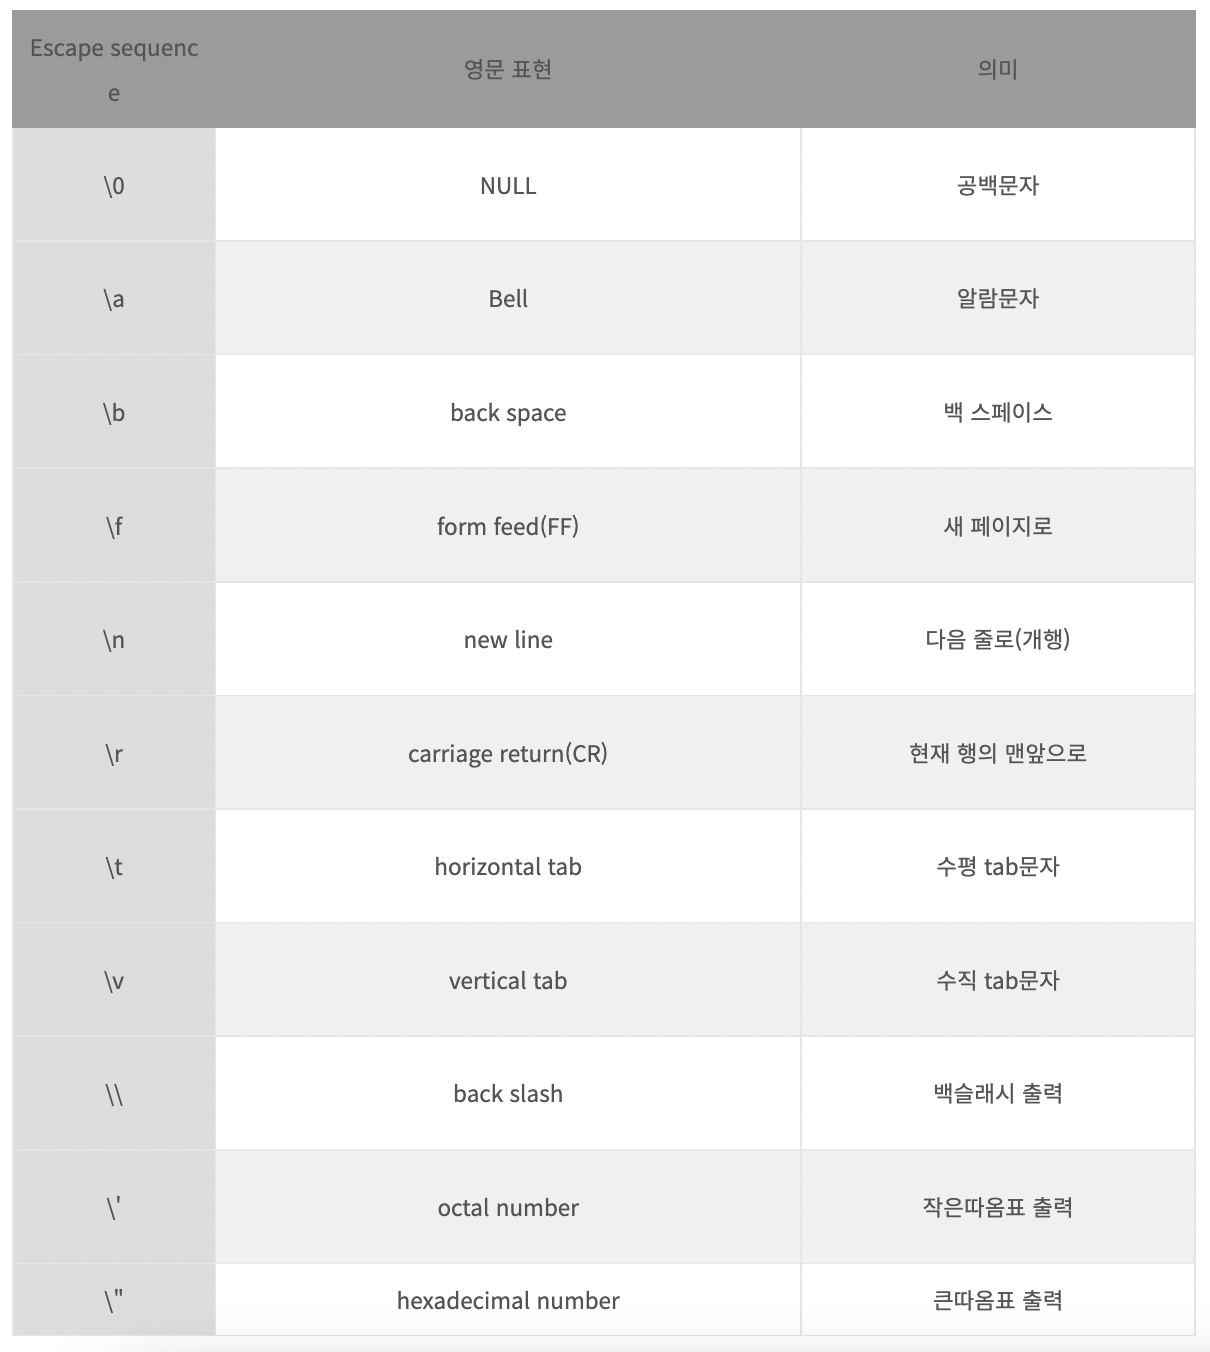 Escape sequenc
e
영문 표현
의미
\0
NULL
공백문자
\a
Bell
알람문자
\b
back space
백 스페이스
\f
form feed(FF)
새 페이지로
\n
new line
다음 줄로(개행)
\r
carriage return(CR)
현재 행의 맨앞으로
\t
horizontal tab
수평 tab문자
\v
vertical tab
수직 tab문자
\\
back slash
백슬래시 출력
\'
octal number
작은따옴표 출력
\"
hexadecimal number
큰따옴표 출력